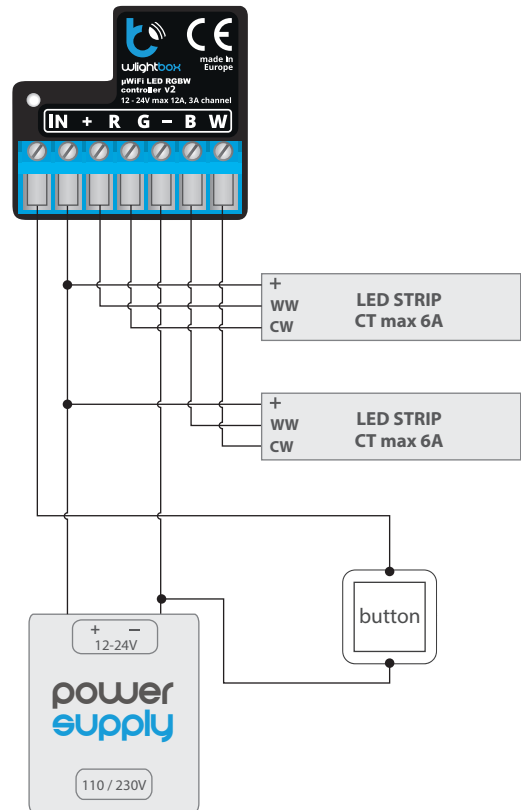 wlightbox
CE
made in
Europe
µWiFi LED RGBW
controller v2
12 - 24V max 12A, 3A channel
IN + R G - B W
+
WW
CW
LED STRIP
CT max 6A
+
WW
CW
LED STRIP
CT max 6A
button
+ -
12-24V
power
supply
110 / 230V